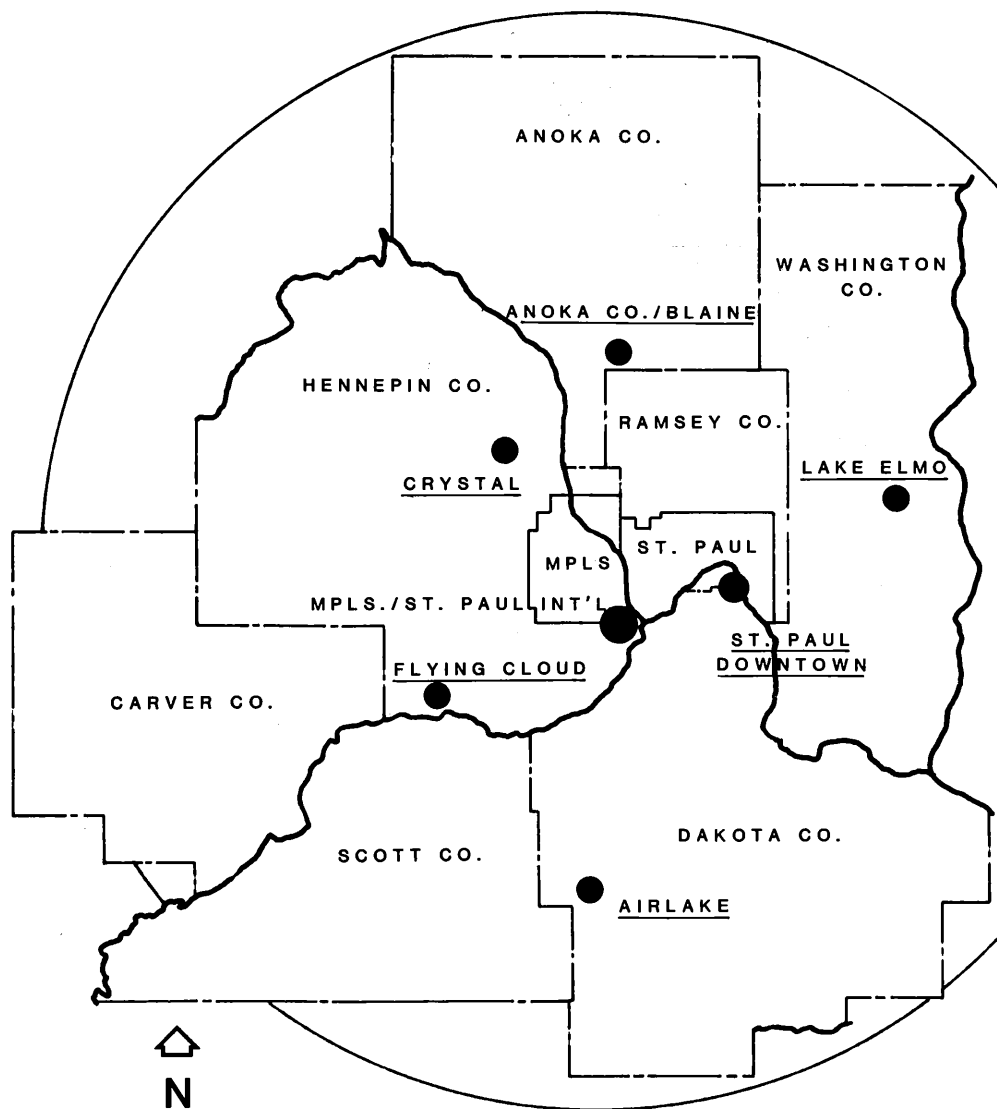 ANOKA CO.
WASHINGTON
CO.
ANOKA CO./BLAINE
HENNEPIN CO.
RAMSEY CO.
LAKE ELMO
CRYSTAL
ST. PAUL
MPLS
MPLS./ST. PAUL INT'L
ST. PAUL
DOWNTOWN
FLYING CLOUD
CARVER CO.
DAKOTA CO.
SCOTT CO.
AIRLAKE
N